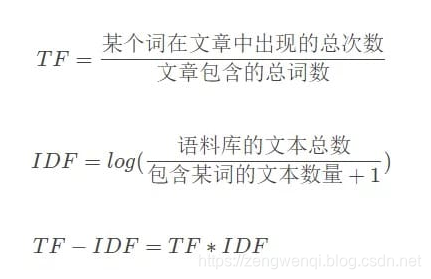 TF = 某个词在文章中出现的总次数 / 文章包含的总词数
IDF = log(语料库的文本总数 / 包含某词的文本数量 + 1)
TF − IDF = TF * IDF
https://zengwenqi.blog.csdn.net